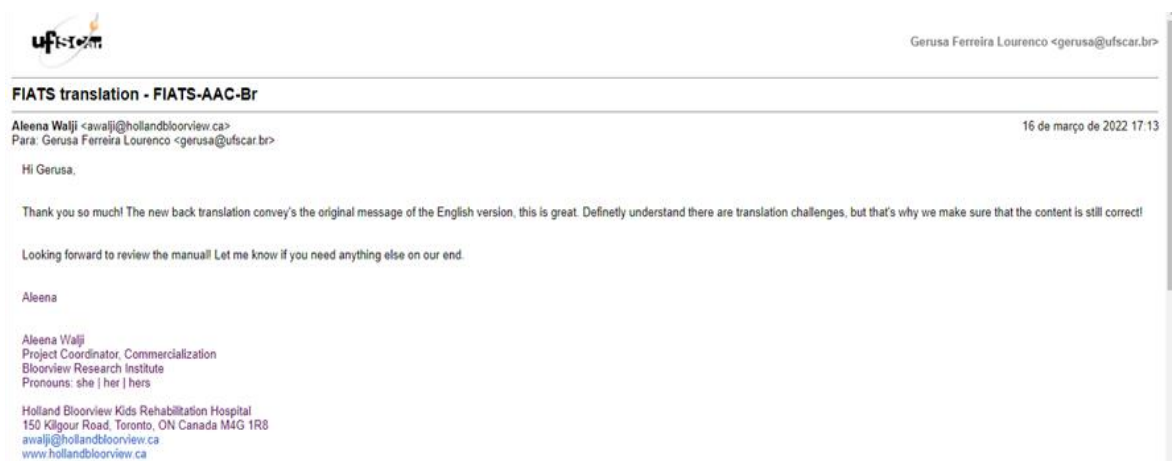 ufscar
Gerusa Ferreira Lourenco <gerusa@ufscar.br>
FIATS translation - FIATS-AAC-Br
Aleena Walji <awalji@hollandbloorview.ca>
16 de março de 2022 17:13
Para: Gerusa Ferreira Lourenco <gerusa@ufscar.br>
Hi Gerusa,
Thank you so much! The new back translation convey's the original message of the English version, this is great. Definetly understand there are translation challenges, but that's why we make sure that the content is still correct!
Looking forward to review the manual! Let me know if you need anything else on our end.
Aleena
Aleena Walji
Project Coordinator, Commercialization
Bloorview Research Institute
Pronouns: she | her | hers
Holland Bloorview Kids Rehabilitation Hospital
150 Kilgour Road, Toronto, ON Canada M4G 1R8
awalji@hollandbloorview.ca
www.hollandbloorview.ca